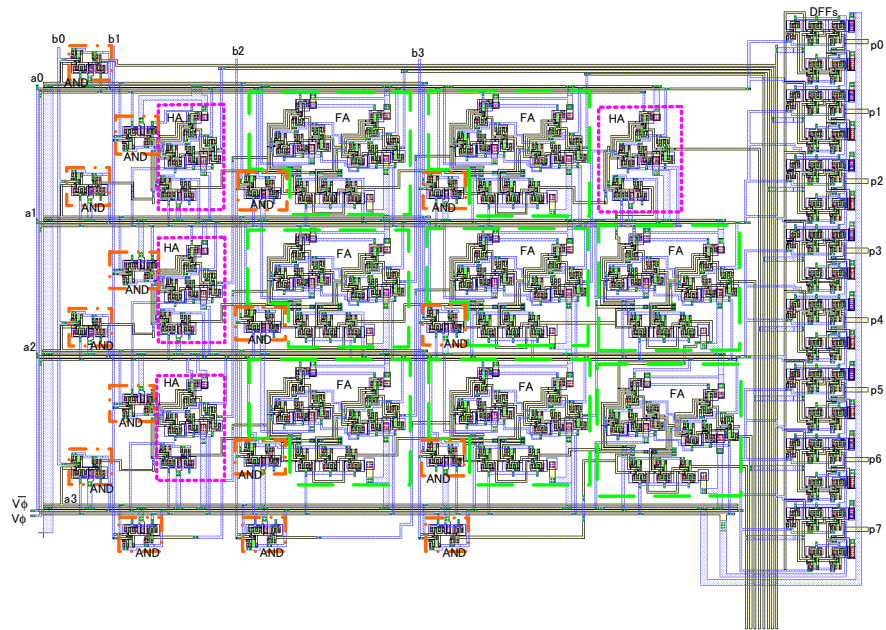 DFFs
b0 b1 b2 b3
p0
AND
a0
HA FA FA HA
p1
AND
p2
AND AND AND
a1
HA FA FA FA
p3
AND
p4
AND AND AND
a2
HA FA FA FA
p5
AND
p6
AND AND AND
a3
V̅ϕ
Vϕ
p7
AND AND AND